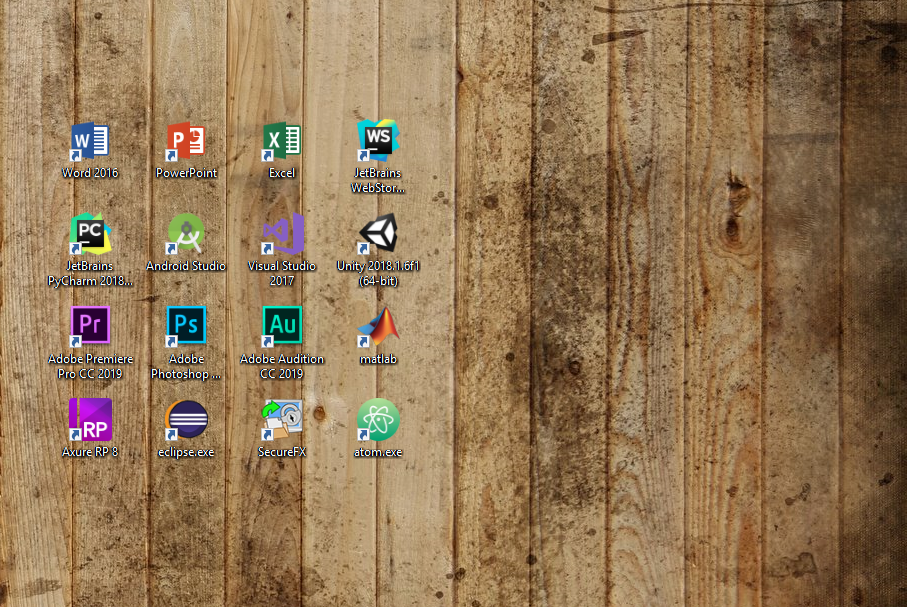 Word 2016
PowerPoint
Excel
JetBrains
WebStor...
JetBrains
PyCharm 2018...
Android Studio
Visual Studio
2017
Unity 2018.1.6f1
(64-bit)
Adobe Premiere
Pro CC 2019
Adobe
Photoshop ...
Adobe Audition
CC 2019
matlab
Axure RP 8
eclipse.exe
SecureFX
atom.exe
W
P
X
WS
PC
Pr
Ps
Au
RP